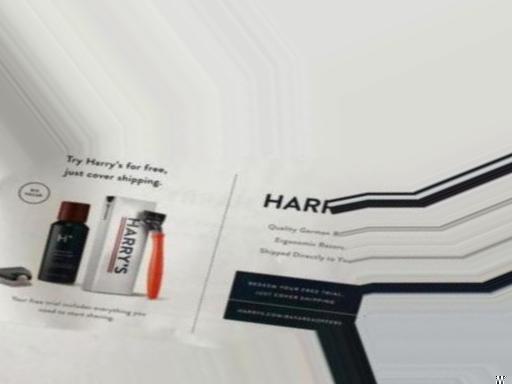 Try Harry's for free,
just cover shipping.
H
HARRY'S
Your free trial includes everything you
need to start shaving.
HARR
Quality German
Ergonomic Razors.
Shipped Directly to You
REDEEM YOUR FREE TRIAL,
JUST COVER SHIPPING